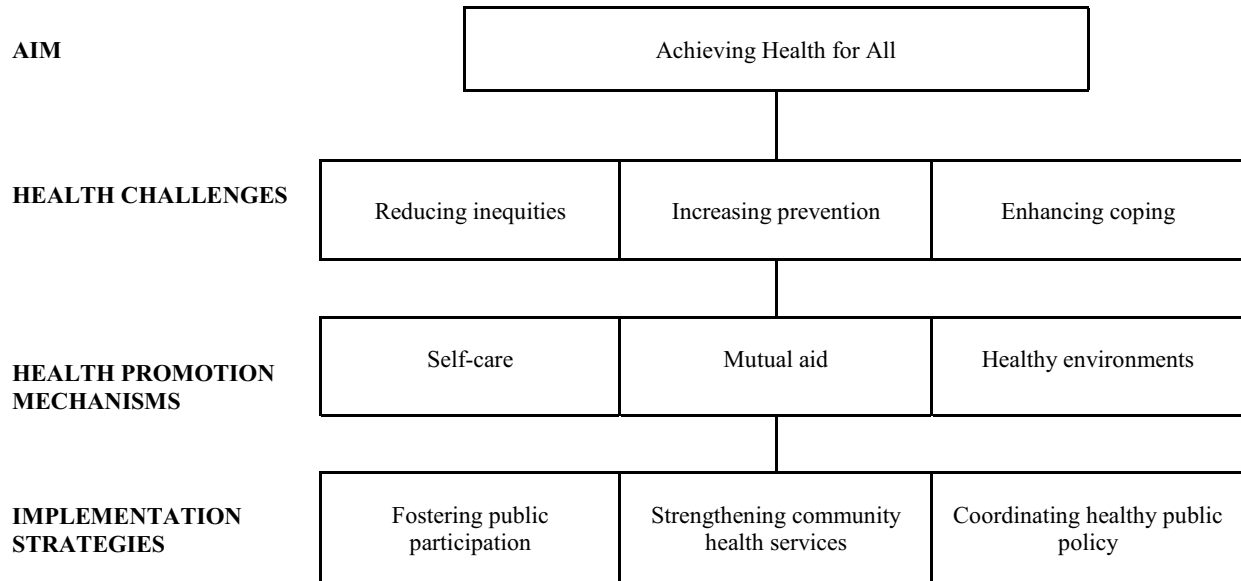 AIM
Achieving Health for All
HEALTH CHALLENGES
Reducing inequities
Increasing prevention
Enhancing coping
HEALTH PROMOTION
MECHANISMS
Self-care
Mutual aid
Healthy environments
IMPLEMENTATION
STRATEGIES
Fostering public
participation
Strengthening community
health services
Coordinating healthy public
policy